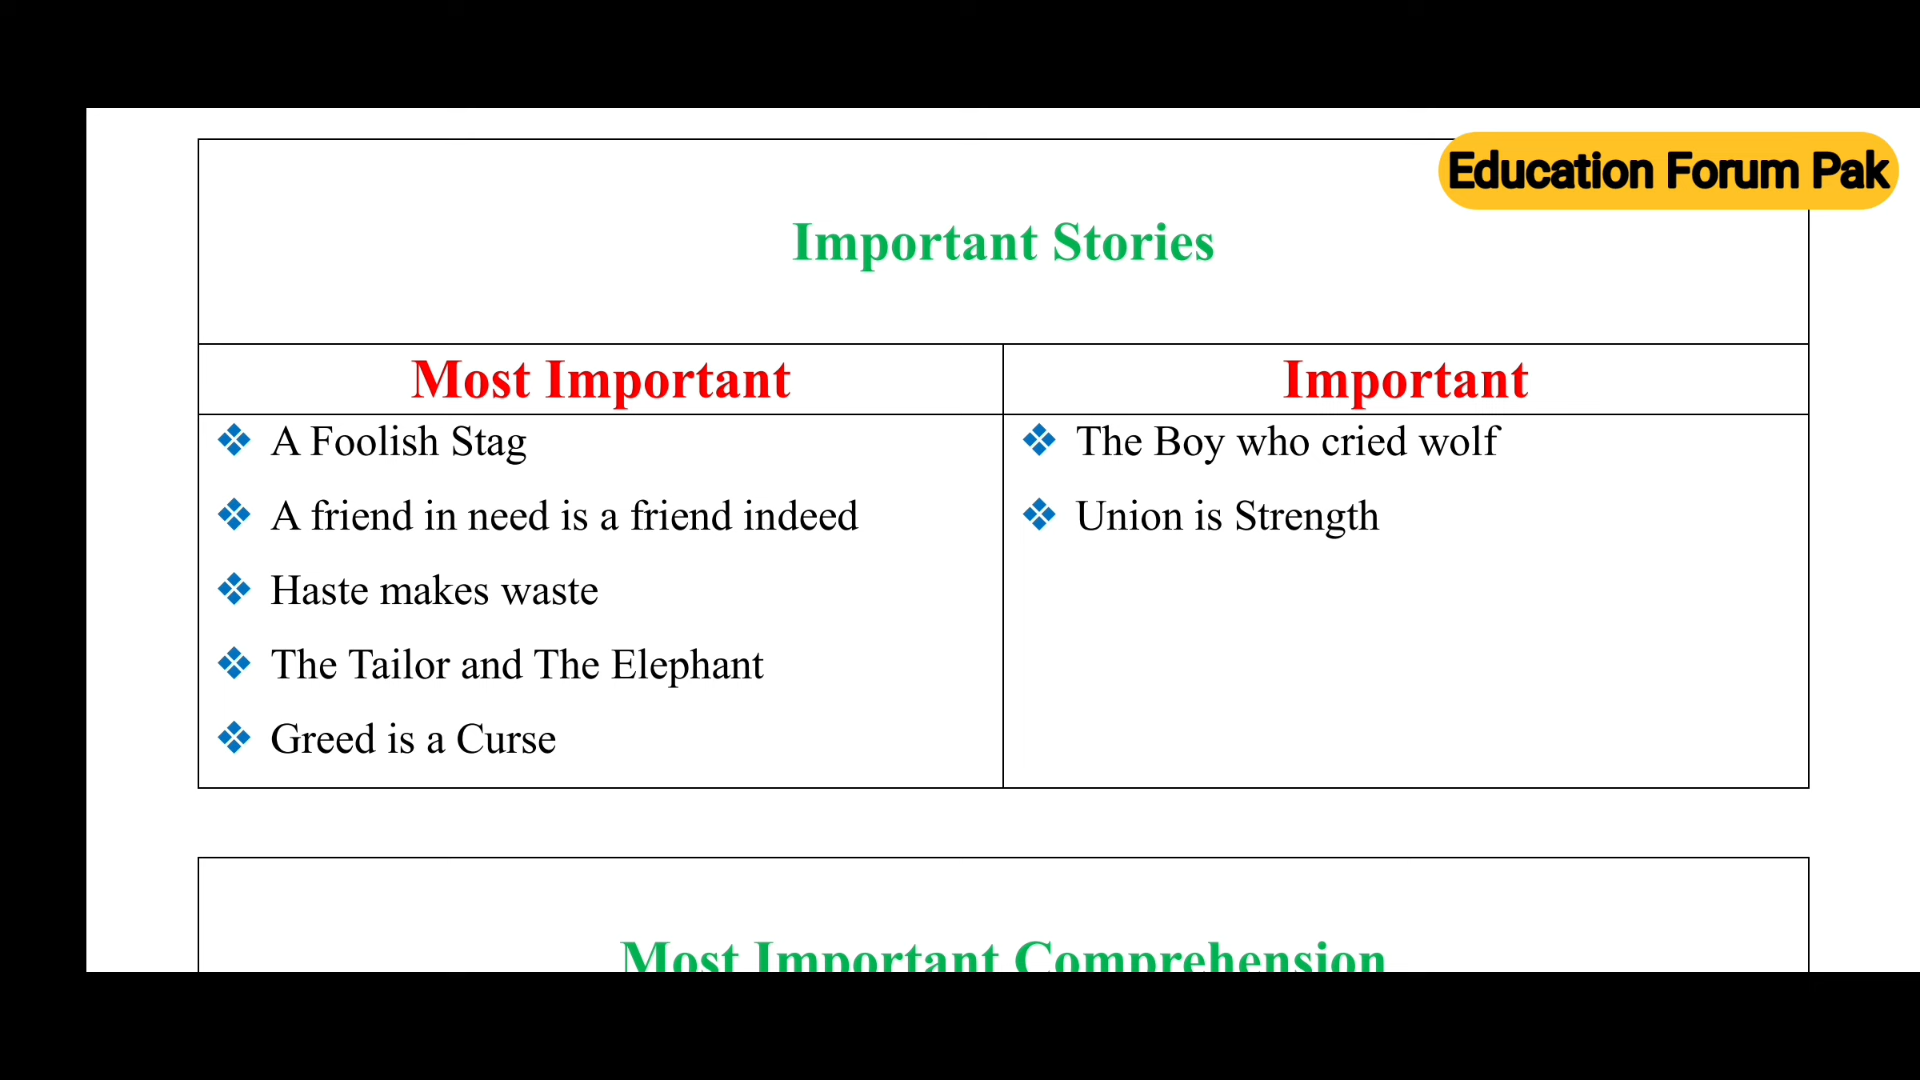 Education Forum Pak
Important Stories
Most Important
Important
A Foolish Stag
A friend in need is a friend indeed
Haste makes waste
The Tailor and The Elephant
Greed is a Curse
The Boy who cried wolf
Union is Strength
Most Important Comprehension